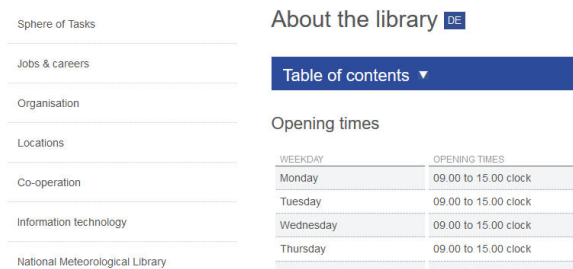 Sphere of Tasks
Jobs & careers
Organisation
Locations
Co-operation
Information technology
National Meteorological Library
About the library DE
Table of contents ▼
Opening times
WEEKDAY OPENING TIMES
Monday 09.00 to 15.00 clock
Tuesday 09.00 to 15.00 clock
Wednesday 09.00 to 15.00 clock
Thursday 09.00 to 15.00 clock